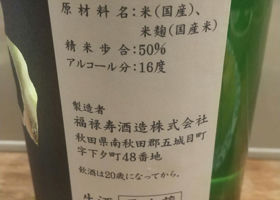 原材料名：米（国産）、
米麹（国産米）
精米歩合：50%
アルコール分：16度
製造者
福禄寿酒造株式会社
秋田県南秋田郡五城目町
字下夕町48番地
飲酒は20歳になってから。
生酒